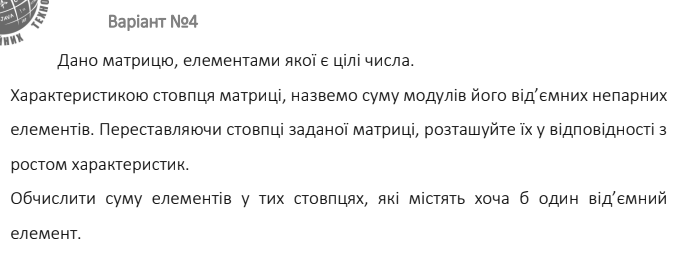 Варіант №4
Дано матрицю, елементами якої є цілі числа.
Характеристикою стовпця матриці, назвемо суму модулів його від’ємних непарних
елементів. Переставляючи стовпці заданої матриці, розташуйте їх у відповідності з
ростом характеристик.
Обчислити суму елементів у тих стовпцях, які містять хоча б один від’ємний
елемент.